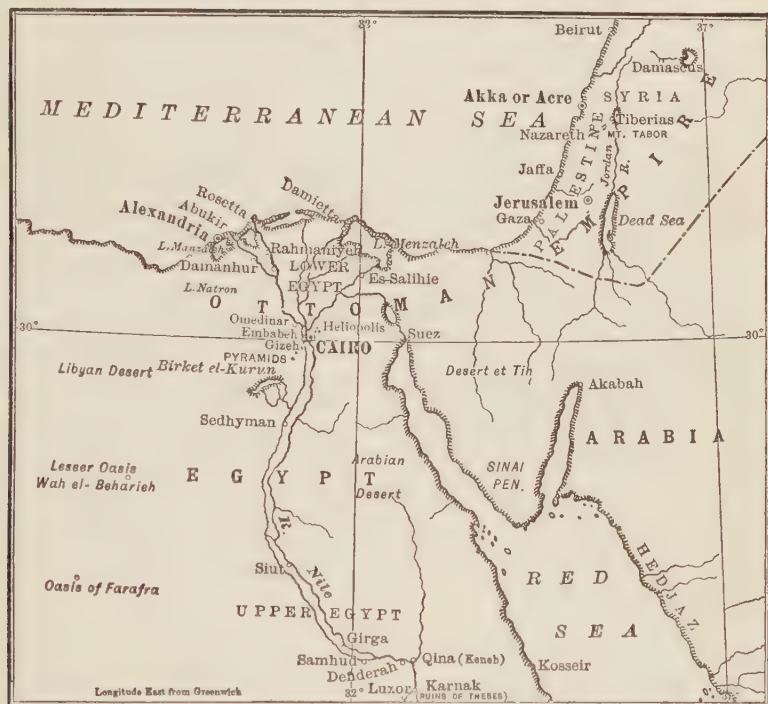 33°
37°
Beirut
Damascus
MEDITERRANEAN SEA
Akka or Acre
SYRIA
Tiberias
Nazareth
MT. TABOR
Jaffa
PALESTINE
Jordan R.
Jerusalem
Gaza
Dead Sea
Rosetta
Damietta
Abukir
Alexandria
L. Menzaleh
Rahmaniyeh
Damanhur
LOWER
EGYPT
Es-Salihie
L. Natron
OTTOMAN EMPIRE
30°
30°
Omedinar
Embabeh
Heliopolis
Gizeh
CAIRO
Suez
PYRAMIDS
Libyan Desert
Birket el-Kurun
Desert et Tih
Akabah
Sedhyman
ARABIA
Lesser Oasis
Wah el-Beharieh
EGYPT
Arabian
Desert
SINAI
PEN.
R. Nile
Oasis of Farafra
Siut
RED
SEA
HEDJAZ
UPPER EGYPT
Girga
Samhud
Qina (Keneh)
Kosseir
Denderah
Longitude East from Greenwich
32°
Luxor
Karnak
(RUINS OF THEBES)